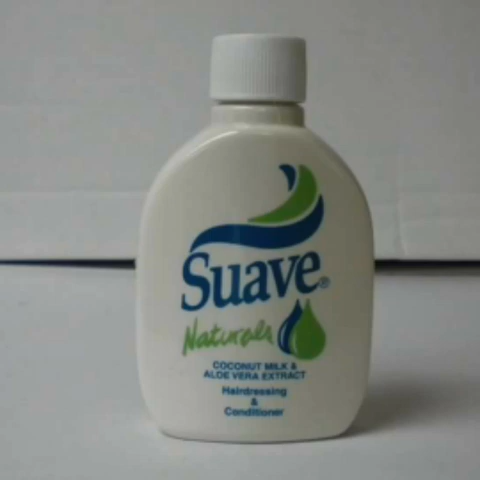 Suave®
Naturals
COCONUT MILK &
ALOE VERA EXTRACT
Hairdressing
&
Conditioner